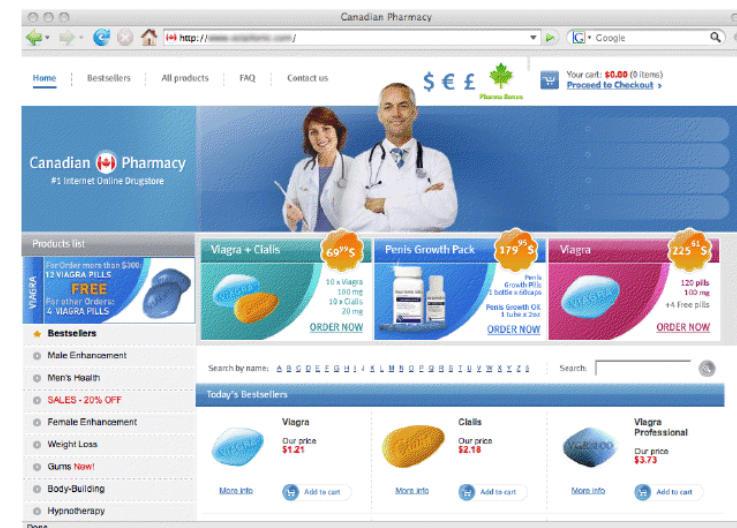 Canadian Pharmacy
http:// /
G Google
Home
Bestsellers
All products
FAQ
Contact us
$ € £
Pharma Bonus
Your cart: $0.00 (0 items)
Proceed to Checkout ›
Canadian Pharmacy
#1 Internet Online Drugstore
Products list
VIAGRA
For Order more than $300:
12 VIAGRA PILLS
FREE
For other Orders:
4 VIAGRA PILLS
Viagra + Cialis
69⁹⁵$
VIAGRA
10 x Viagra
100 mg
10 x Cialis
20 mg
ORDER NOW
Penis Growth Pack
179⁹⁵$
Penis
Growth Pills
1 bottle x 60caps
Penis Growth Oil
1 tube x 2oz
ORDER NOW
Viagra
225⁶¹$
VIAGRA
120 pills
100 mg
+4 Free pills
ORDER NOW
Bestsellers
Male Enhancement
Men's Health
SALES - 20% OFF
Female Enhancement
Weight Loss
Gums New!
Body-Building
Hypnotherapy
Search by name: A B C D E F G H I J K L M N O P Q R S T U V W X Y Z
Search:
Today's Bestsellers
VIAGRA
Viagra
Our price
$1.21
More info
Add to cart
Cialis
Our price
$2.18
More info
Add to cart
Viagra
Professional
Our price
$3.73
More info
Add to cart
Done